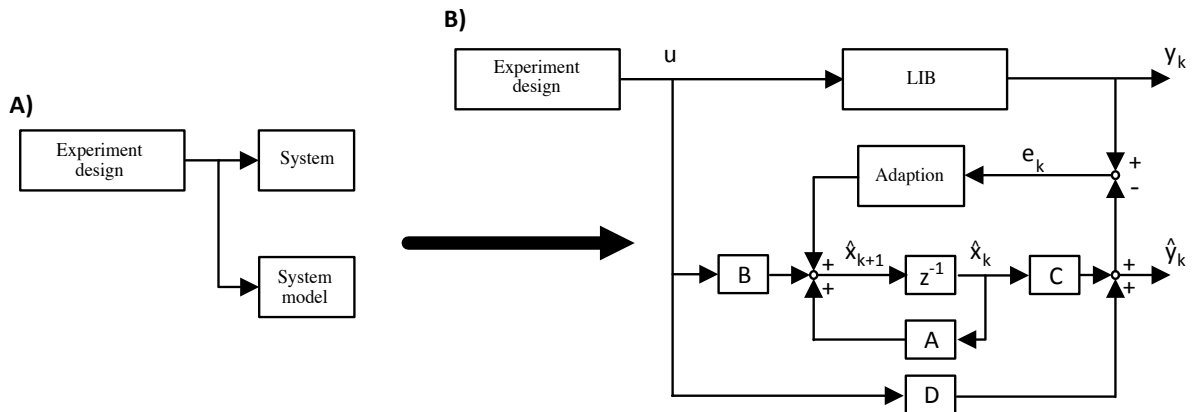 A)
Experiment
design
System
System
model
B)
Experiment
design
u
LIB
y_k
+
-
e_k
Adaption
B
+
+
x̂_{k+1}
z^{-1}
x̂_k
C
+
+
ŷ_k
A
D